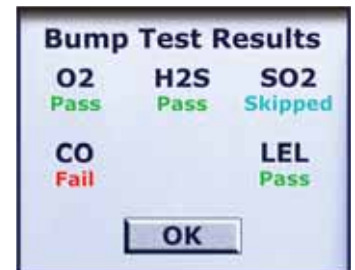 Bump Test Results
O2 H2S SO2
Pass Pass Skipped
CO LEL
Fail Pass
OK